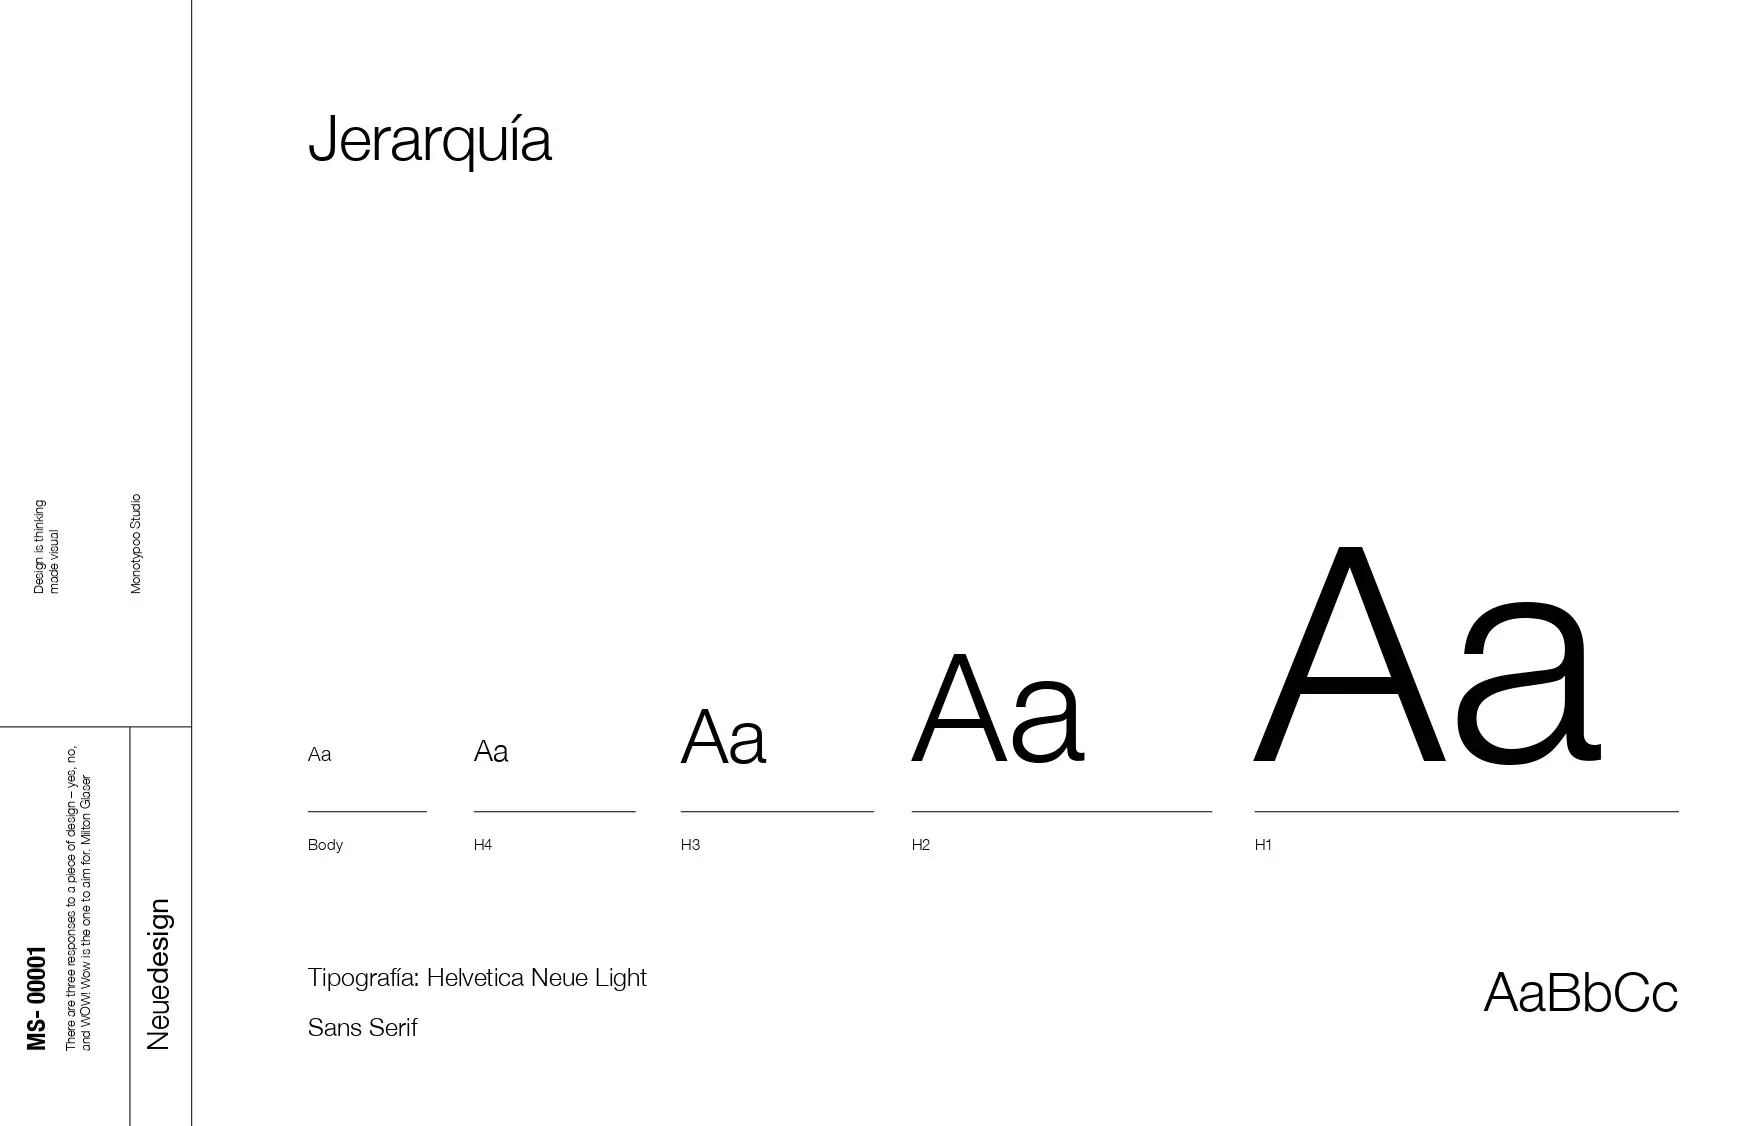 Jerarquía
Design is thinking
made visual
Monotypoo Studio
Aa
Aa
Aa
Aa
Aa
Body
H4
H3
H2
H1
MS- 00001
There are three responses to a piece of design – yes, no,
and WOW! Wow is the one to aim for. Milton Glaser
Neuedesign
Tipografía: Helvetica Neue Light
Sans Serif
AaBbCc